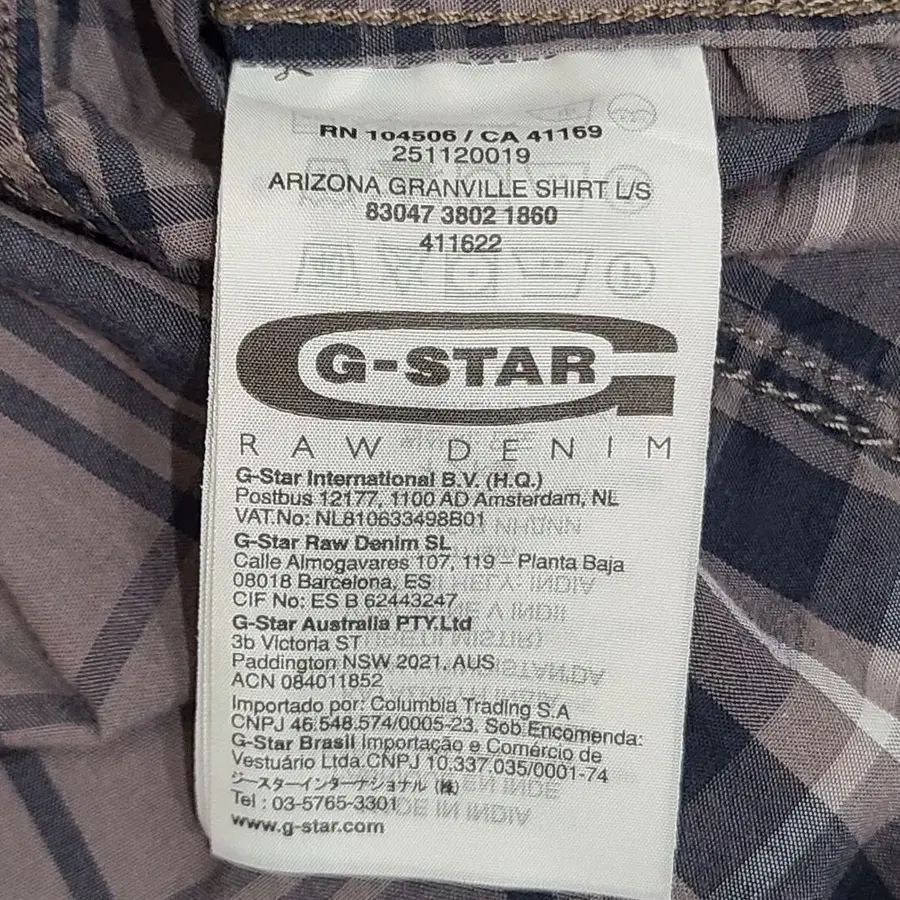 RN 104506 / CA 41169
251120019
ARIZONA GRANVILLE SHIRT L/S
83047 3802 1860
411622
G-STAR
RAW DENIM
G-Star International B.V. (H.Q.)
Postbus 12177, 1100 AD Amsterdam, NL
VAT.No: NL810633498B01
G-Star Raw Denim SL
Calle Almogavares 107, 119 – Planta Baja
08018 Barcelona, ES
CIF No: ES B 62443247
G-Star Australia PTY.Ltd
3b Victoria ST
Paddington NSW 2021, AUS
ACN 084011852
Importado por: Columbia Trading S.A
CNPJ 46.548.574/0005-23. Sob Encomenda:
G-Star Brasil Importação e Comércio de
Vestuário Ltda.CNPJ 10.337.035/0001-74
ジースターインターナショナル (株)
Tel : 03-5765-3301
www.g-star.com